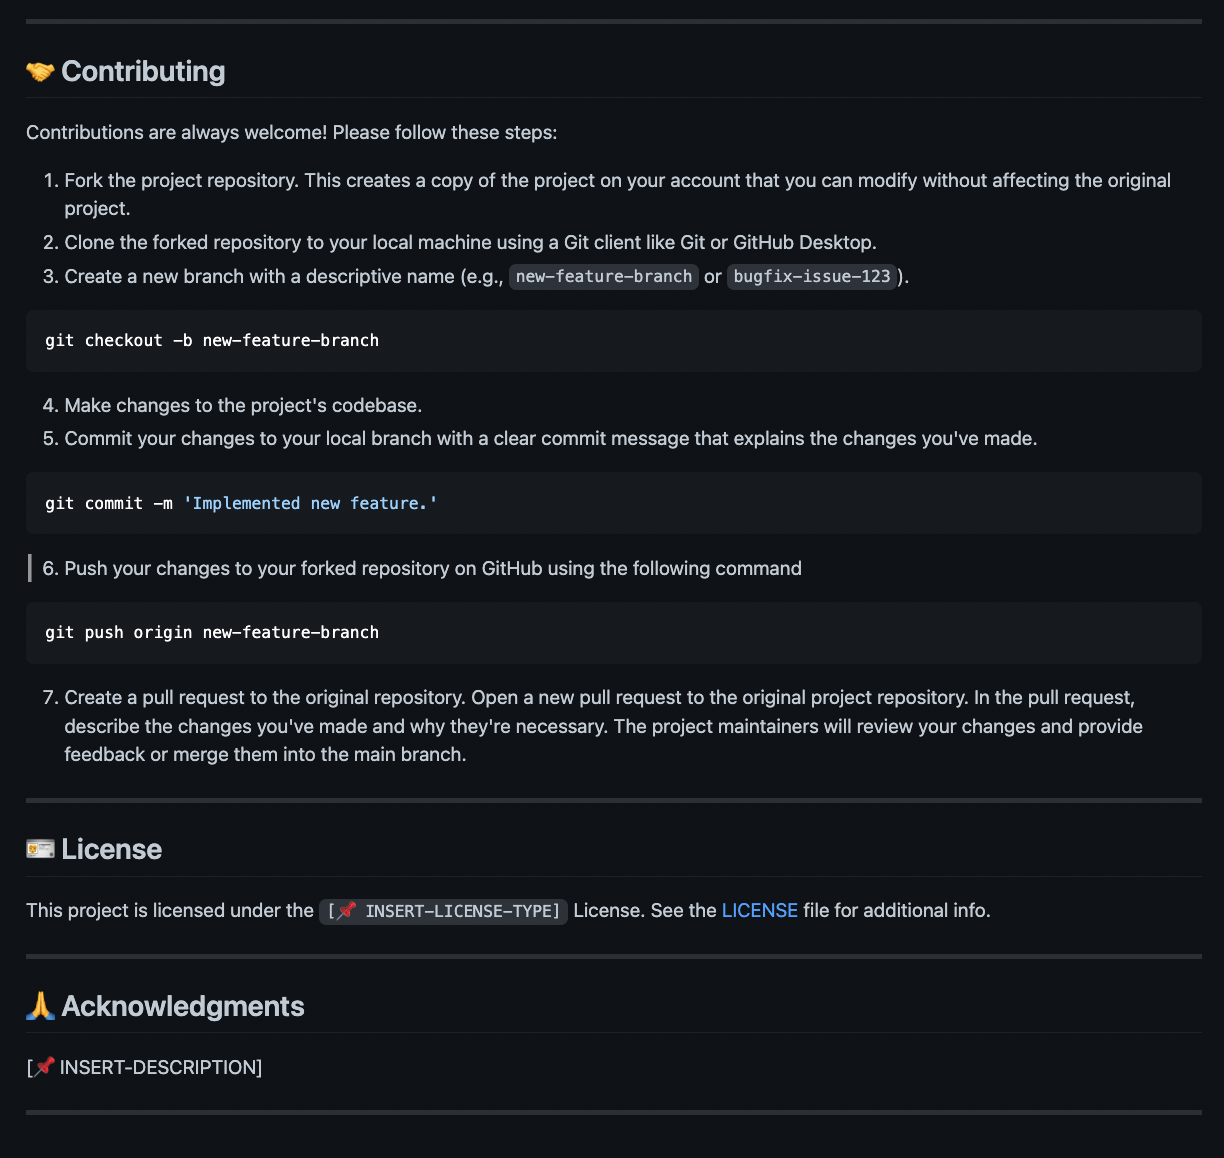 🤝 Contributing
Contributions are always welcome! Please follow these steps:
1. Fork the project repository. This creates a copy of the project on your account that you can modify without affecting the original
project.
2. Clone the forked repository to your local machine using a Git client like Git or GitHub Desktop.
3. Create a new branch with a descriptive name (e.g., new-feature-branch or bugfix-issue-123).
git checkout -b new-feature-branch
4. Make changes to the project's codebase.
5. Commit your changes to your local branch with a clear commit message that explains the changes you've made.
git commit -m 'Implemented new feature.'
6. Push your changes to your forked repository on GitHub using the following command
git push origin new-feature-branch
7. Create a pull request to the original repository. Open a new pull request to the original project repository. In the pull request,
describe the changes you've made and why they're necessary. The project maintainers will review your changes and provide
feedback or merge them into the main branch.
🪪 License
This project is licensed under the [📌 INSERT-LICENSE-TYPE] License. See the LICENSE file for additional info.
🙏 Acknowledgments
[📌 INSERT-DESCRIPTION]